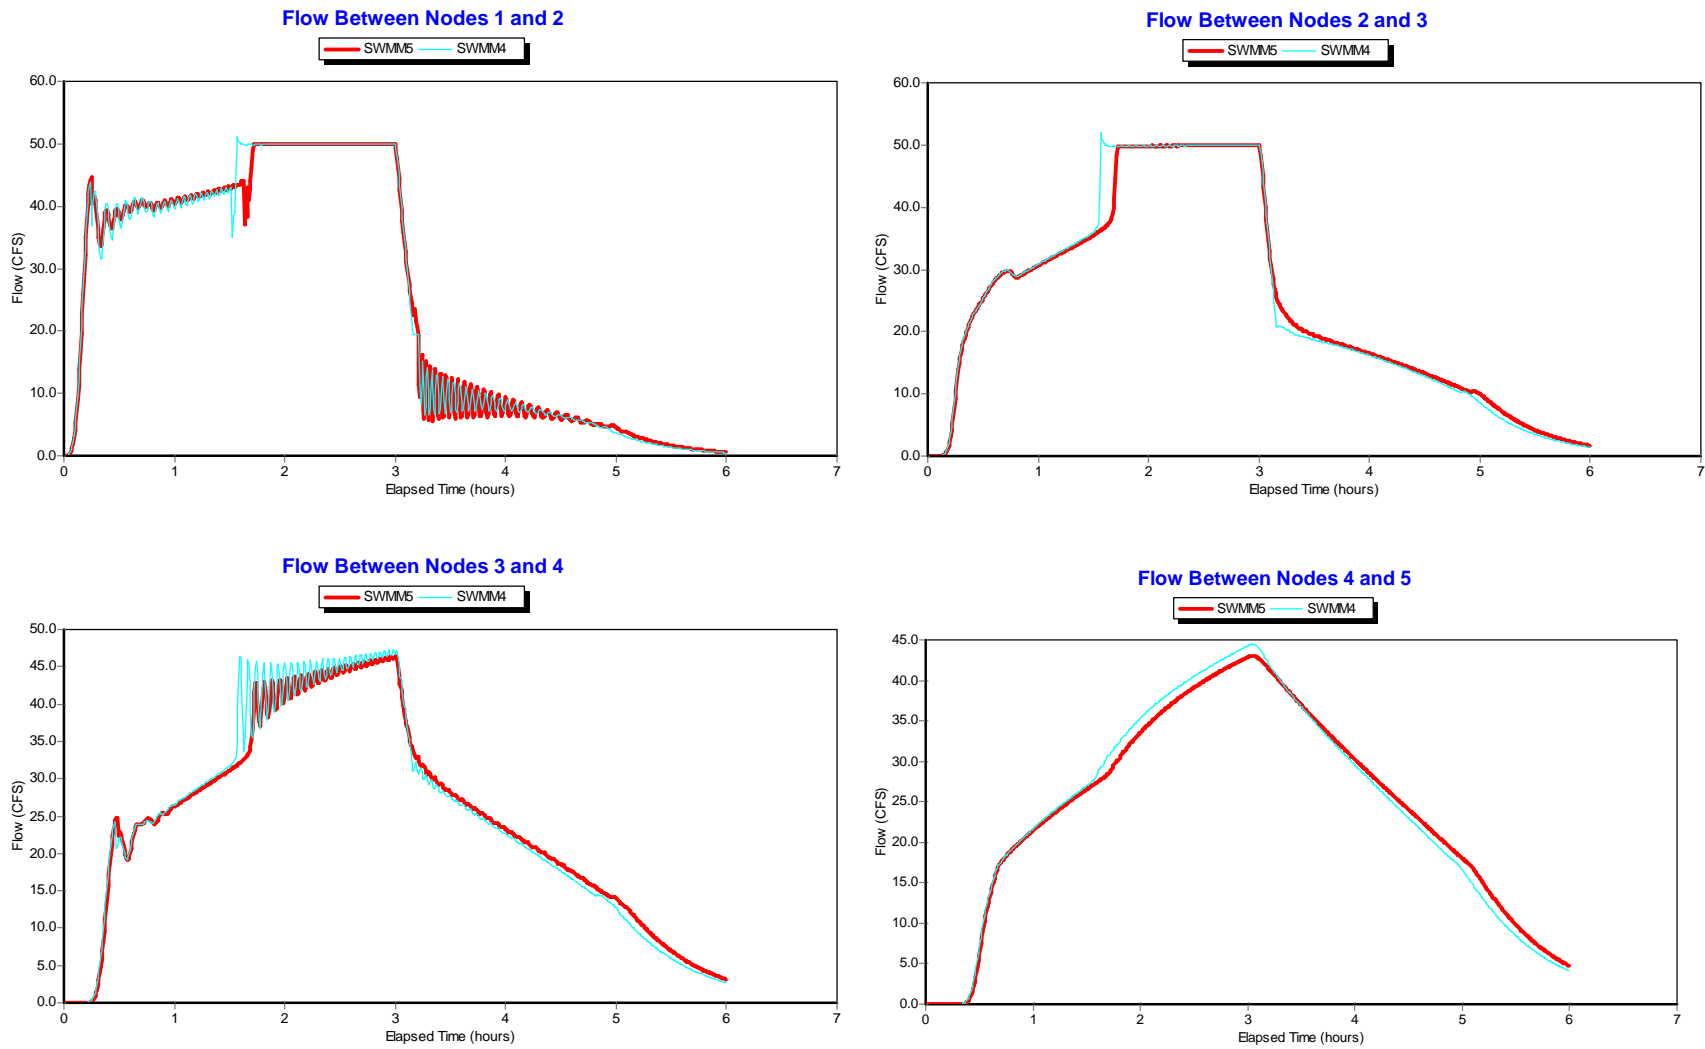 Flow Between Nodes 1 and 2
SWMM5 SWMM4
60.0
50.0
40.0
30.0
20.0
10.0
0.0
Flow (CFS)
0 1 2 3 4 5 6 7
Elapsed Time (hours)
Flow Between Nodes 2 and 3
SWMM5 SWMM4
60.0
50.0
40.0
30.0
20.0
10.0
0.0
Flow (CFS)
0 1 2 3 4 5 6 7
Elapsed Time (hours)
Flow Between Nodes 3 and 4
SWMM5 SWMM4
50.0
45.0
40.0
35.0
30.0
25.0
20.0
15.0
10.0
5.0
0.0
Flow (CFS)
0 1 2 3 4 5 6 7
Elapsed Time (hours)
Flow Between Nodes 4 and 5
SWMM5 SWMM4
45.0
40.0
35.0
30.0
25.0
20.0
15.0
10.0
5.0
0.0
Flow (CFS)
0 1 2 3 4 5 6 7
Elapsed Time (hours)